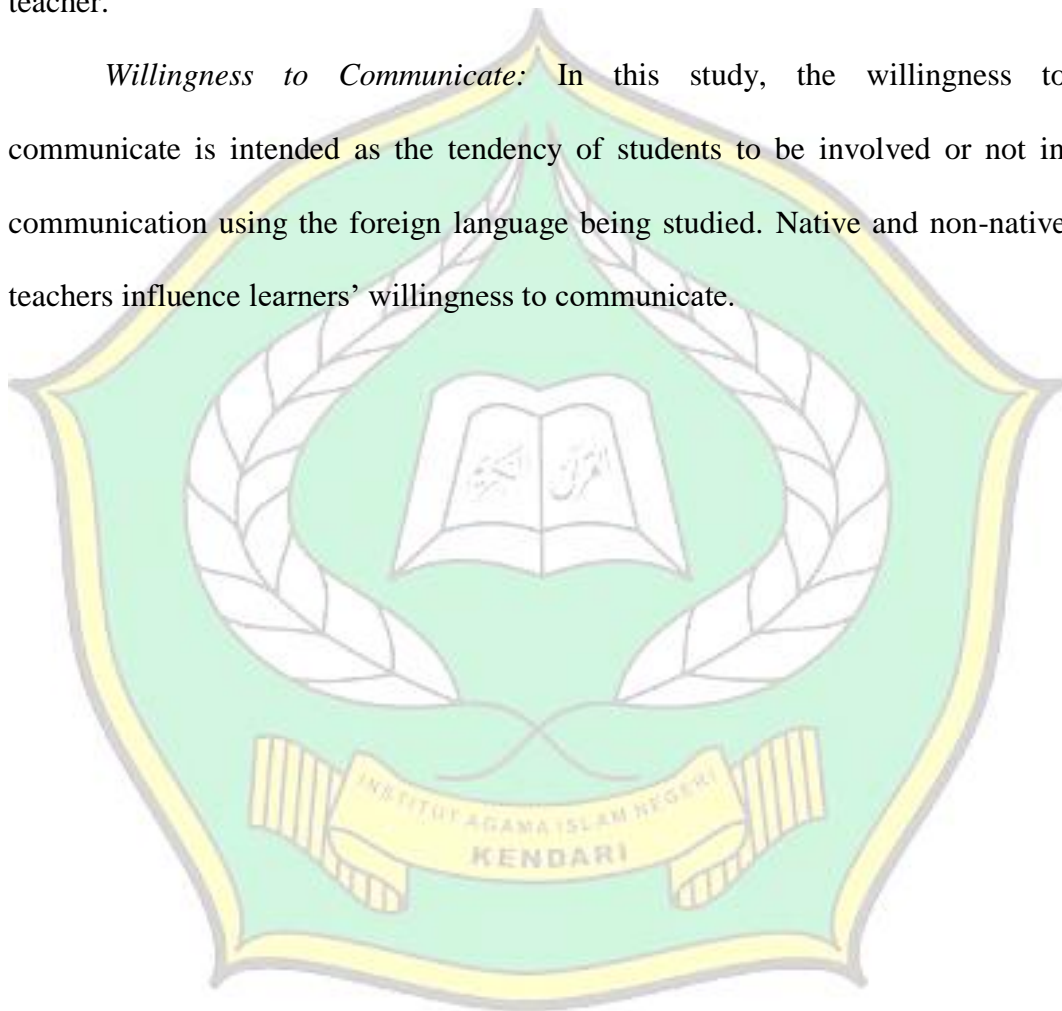 teacher.
Willingness to Communicate: In this study, the willingness to
communicate is intended as the tendency of students to be involved or not in
communication using the foreign language being studied. Native and non-native
teachers influence learners’ willingness to communicate.
INSTITUT AGAMA ISLAM NEGERI
KENDARI